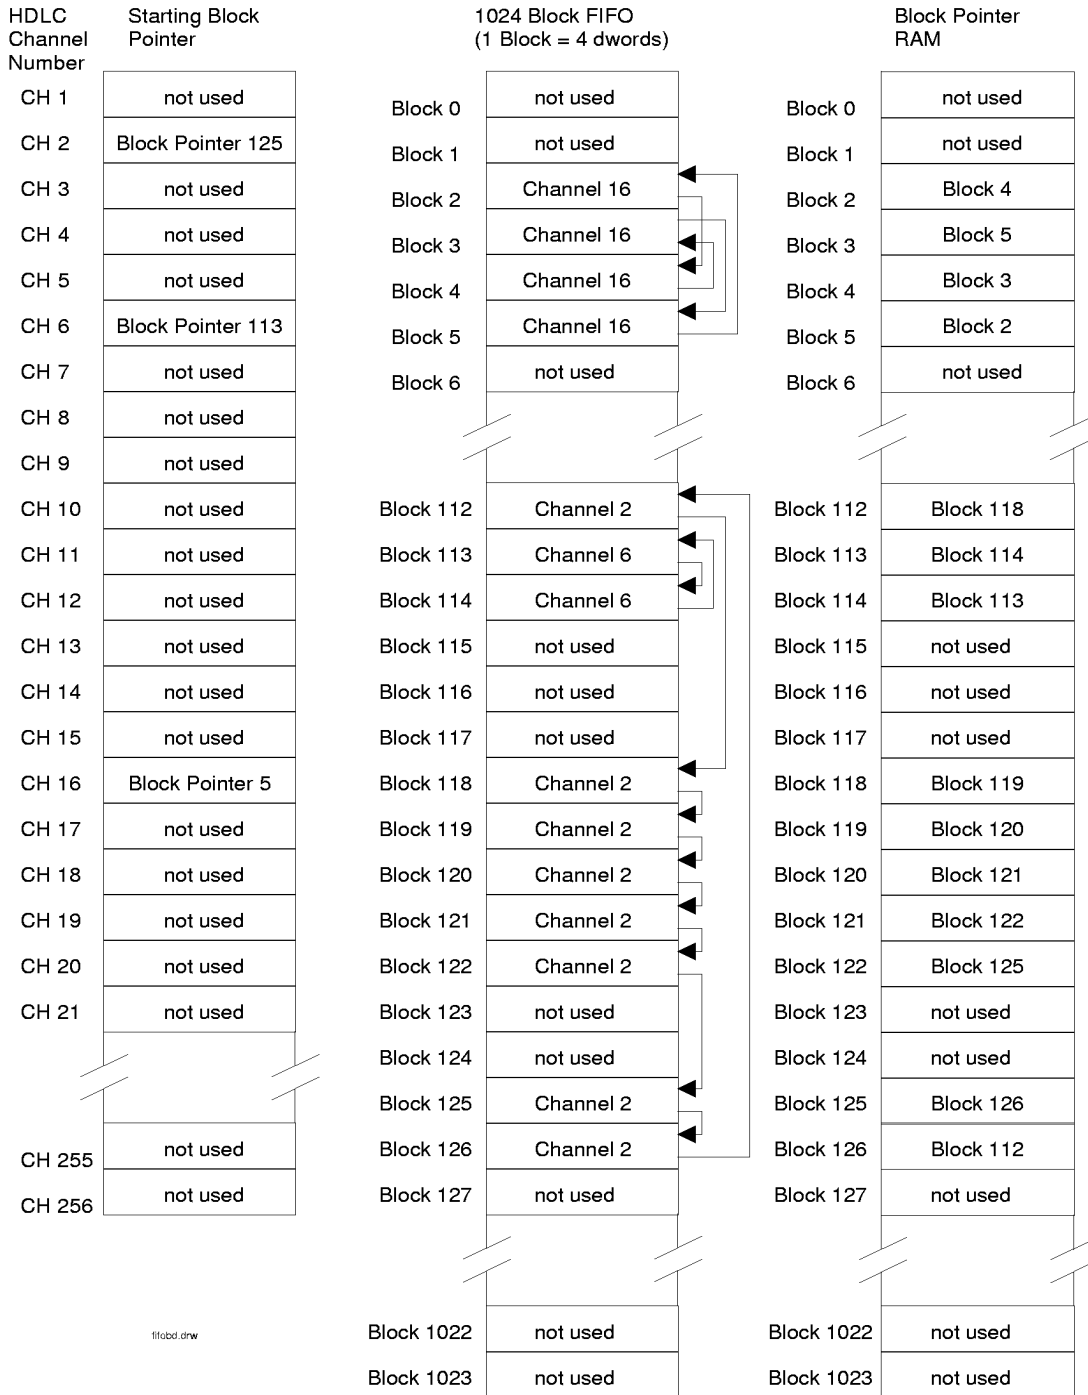 HDLC Channel Number
Starting Block Pointer
1024 Block FIFO
(1 Block = 4 dwords)
Block Pointer RAM
CH 1 not used
CH 2 Block Pointer 125
CH 3 not used
CH 4 not used
CH 5 not used
CH 6 Block Pointer 113
CH 7 not used
CH 8 not used
CH 9 not used
CH 10 not used
CH 11 not used
CH 12 not used
CH 13 not used
CH 14 not used
CH 15 not used
CH 16 Block Pointer 5
CH 17 not used
CH 18 not used
CH 19 not used
CH 20 not used
CH 21 not used
CH 255 not used
CH 256 not used
fifobd.drw
Block 0 not used
Block 1 not used
Block 2 Channel 16
Block 3 Channel 16
Block 4 Channel 16
Block 5 Channel 16
Block 6 not used
Block 112 Channel 2
Block 113 Channel 6
Block 114 Channel 6
Block 115 not used
Block 116 not used
Block 117 not used
Block 118 Channel 2
Block 119 Channel 2
Block 120 Channel 2
Block 121 Channel 2
Block 122 Channel 2
Block 123 not used
Block 124 not used
Block 125 Channel 2
Block 126 Channel 2
Block 127 not used
Block 1022 not used
Block 1023 not used
Block 0 not used
Block 1 not used
Block 2 Block 4
Block 3 Block 5
Block 4 Block 3
Block 5 Block 2
Block 6 not used
Block 112 Block 118
Block 113 Block 114
Block 114 Block 113
Block 115 not used
Block 116 not used
Block 117 not used
Block 118 Block 119
Block 119 Block 120
Block 120 Block 121
Block 121 Block 122
Block 122 Block 125
Block 123 not used
Block 124 not used
Block 125 Block 126
Block 126 Block 112
Block 127 not used
Block 1022 not used
Block 1023 not used